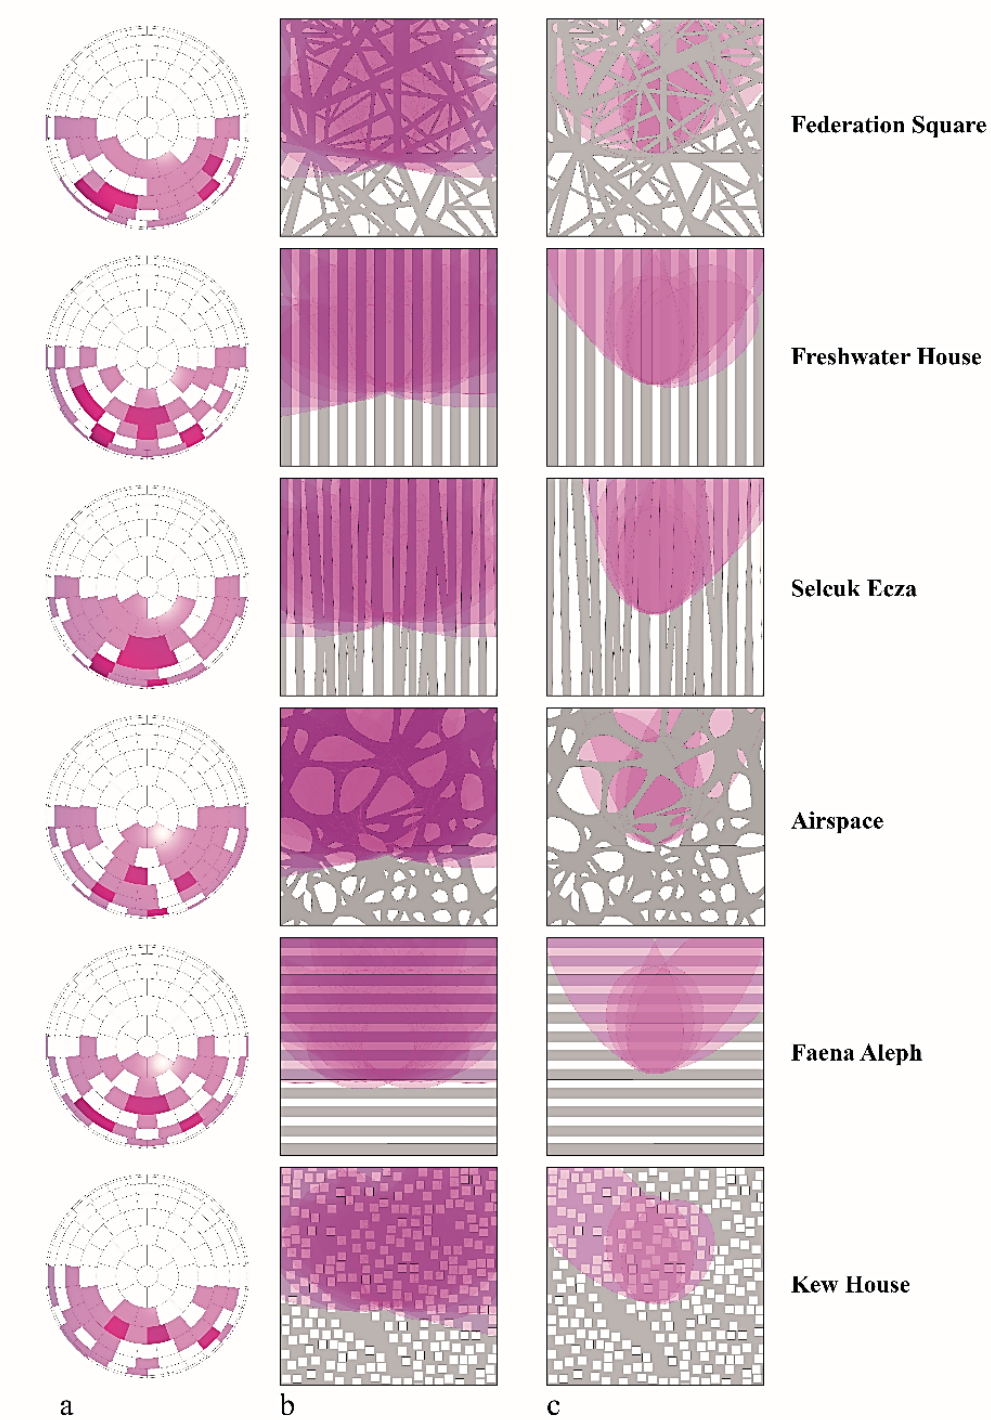 Federation Square
Freshwater House
Selcuk Ecza
Airspace
Faena Aleph
Kew House
a b c